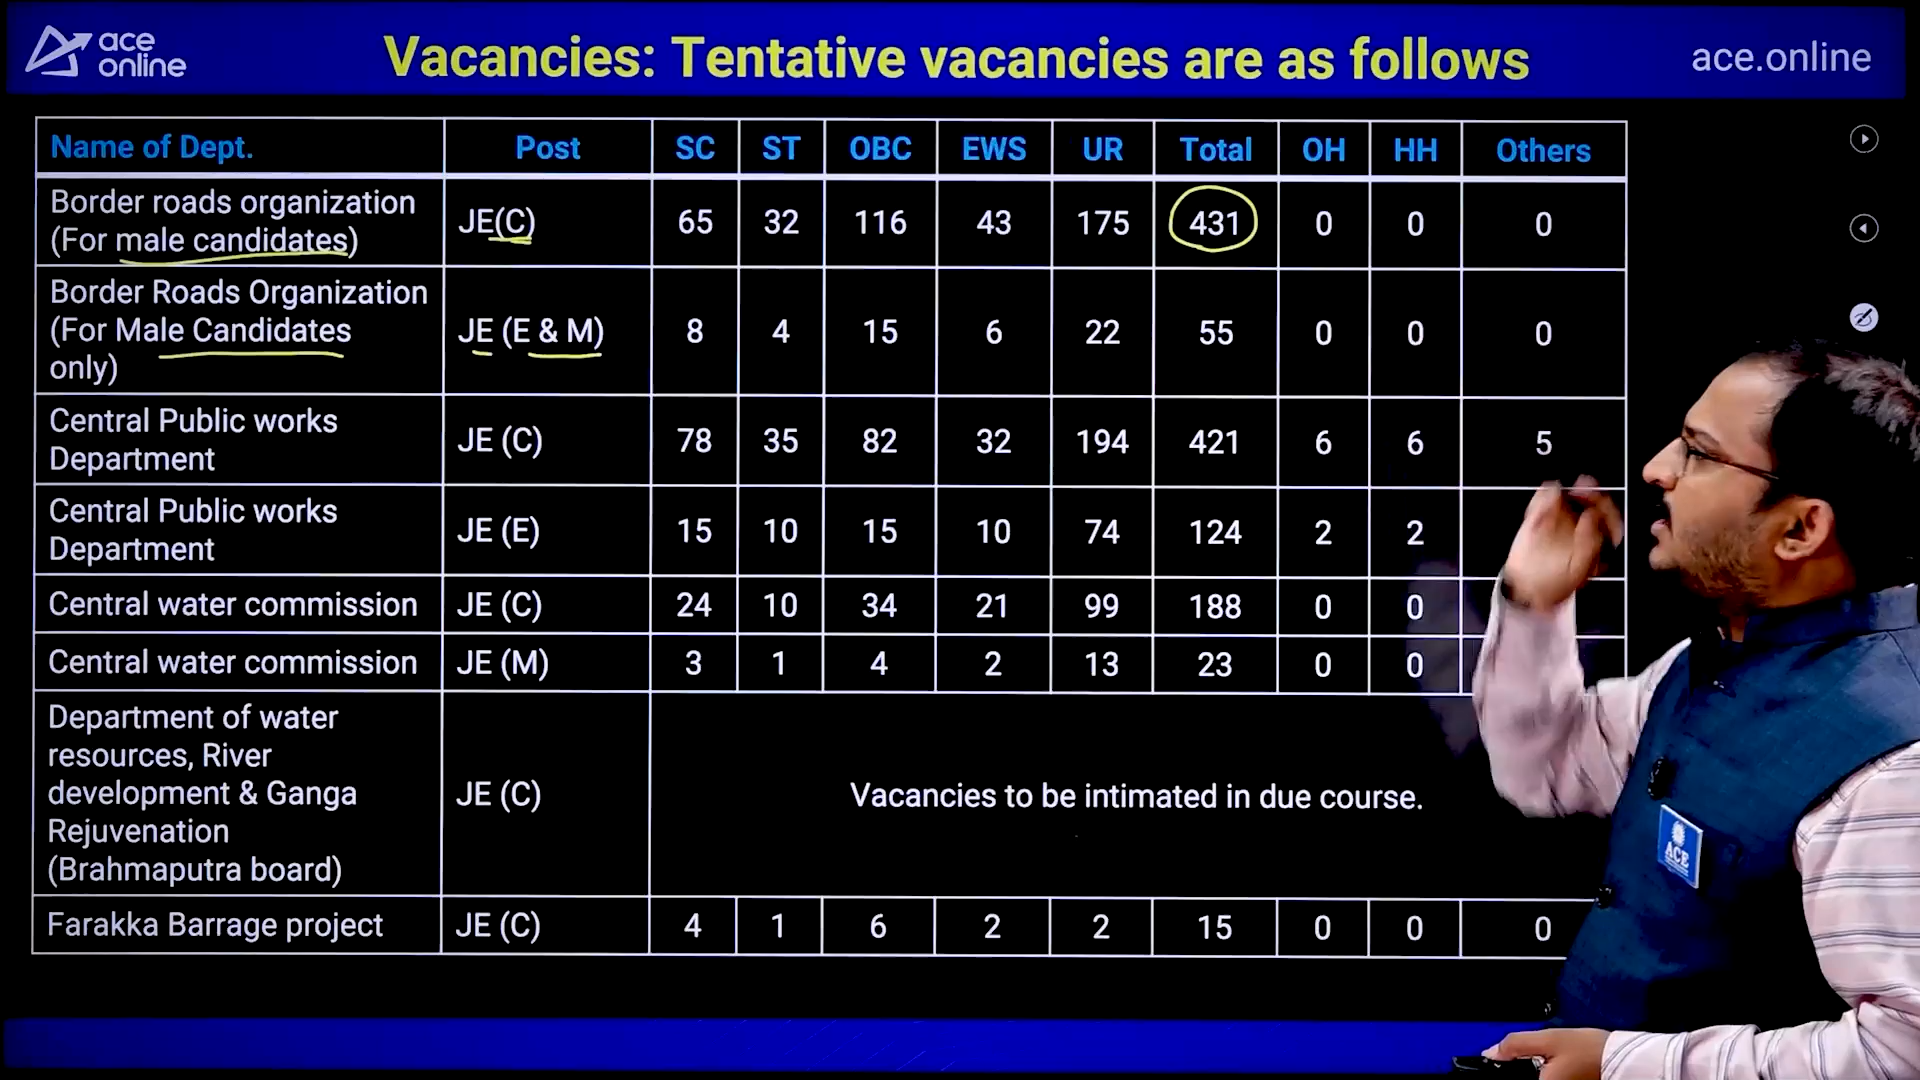 ace
online
Vacancies: Tentative vacancies are as follows
ace.online
Name of Dept. Post SC ST OBC EWS UR Total OH HH Others
Border roads organization
(For male candidates)
JE(C) 65 32 116 43 175 431 0 0 0
Border Roads Organization
(For Male Candidates
only)
JE (E & M) 8 4 15 6 22 55 0 0 0
Central Public works
Department
JE (C) 78 35 82 32 194 421 6 6 5
Central Public works
Department
JE (E) 15 10 15 10 74 124 2 2
Central water commission JE (C) 24 10 34 21 99 188 0 0
Central water commission JE (M) 3 1 4 2 13 23 0 0
Department of water
resources, River
development & Ganga
Rejuvenation
(Brahmaputra board)
JE (C) Vacancies to be intimated in due course.
Farakka Barrage project JE (C) 4 1 6 2 2 15 0 0 0
ACE